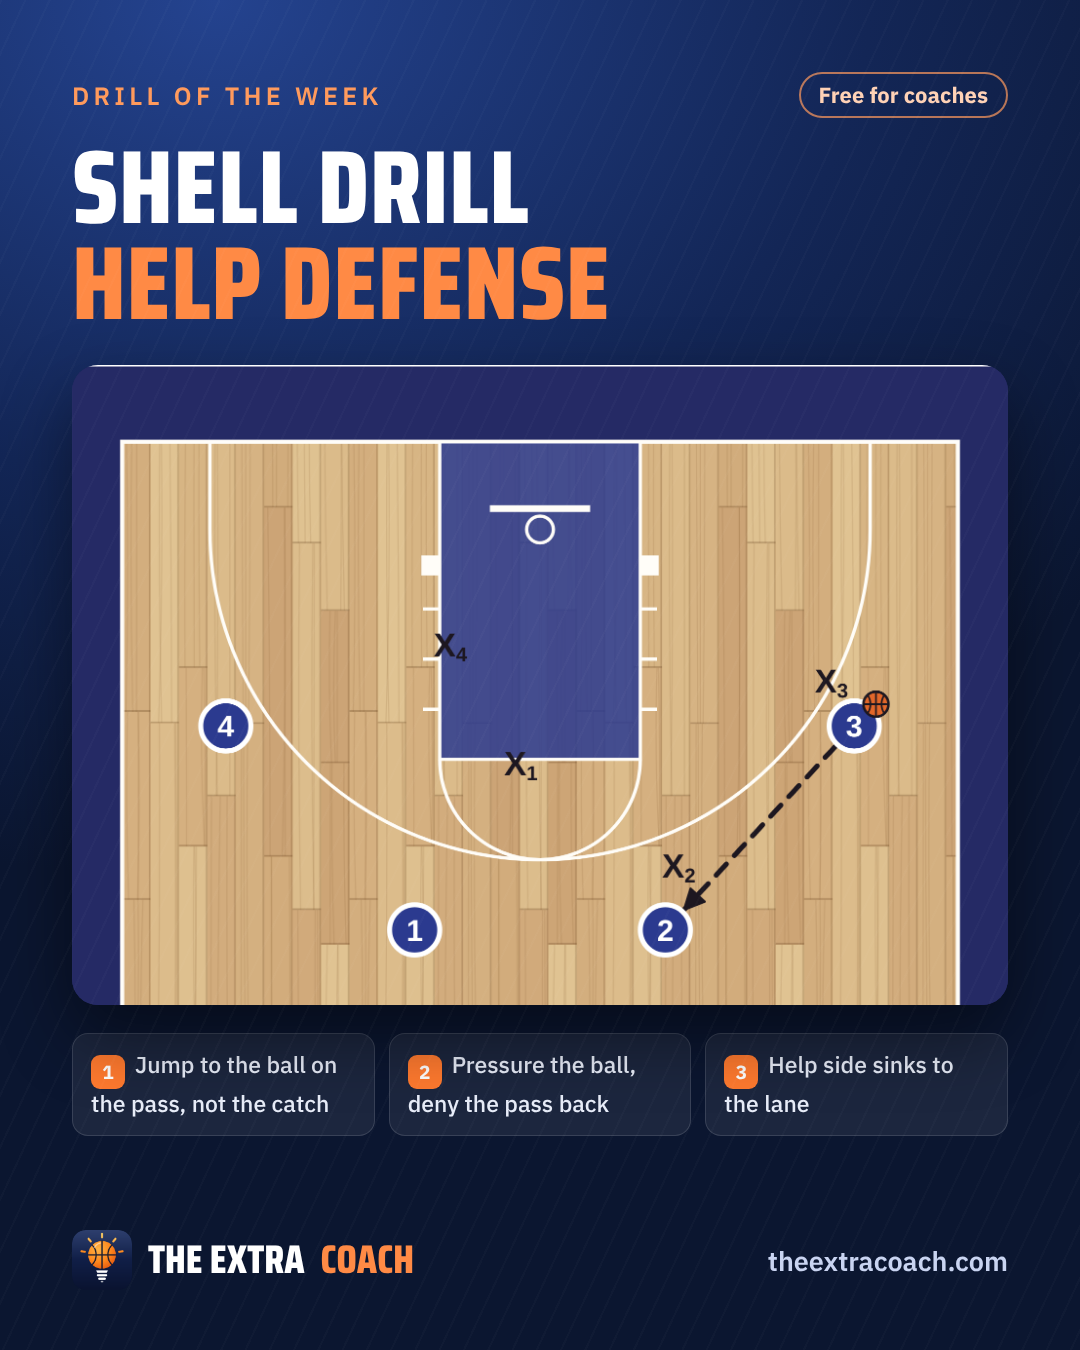 DRILL OF THE WEEK
Free for coaches
SHELL DRILL
HELP DEFENSE
X4
X3
4
3
X1
X2
1
2
1 Jump to the ball on
the pass, not the catch
2 Pressure the ball,
deny the pass back
3 Help side sinks to
the lane
THE EXTRA COACH
theextracoach.com